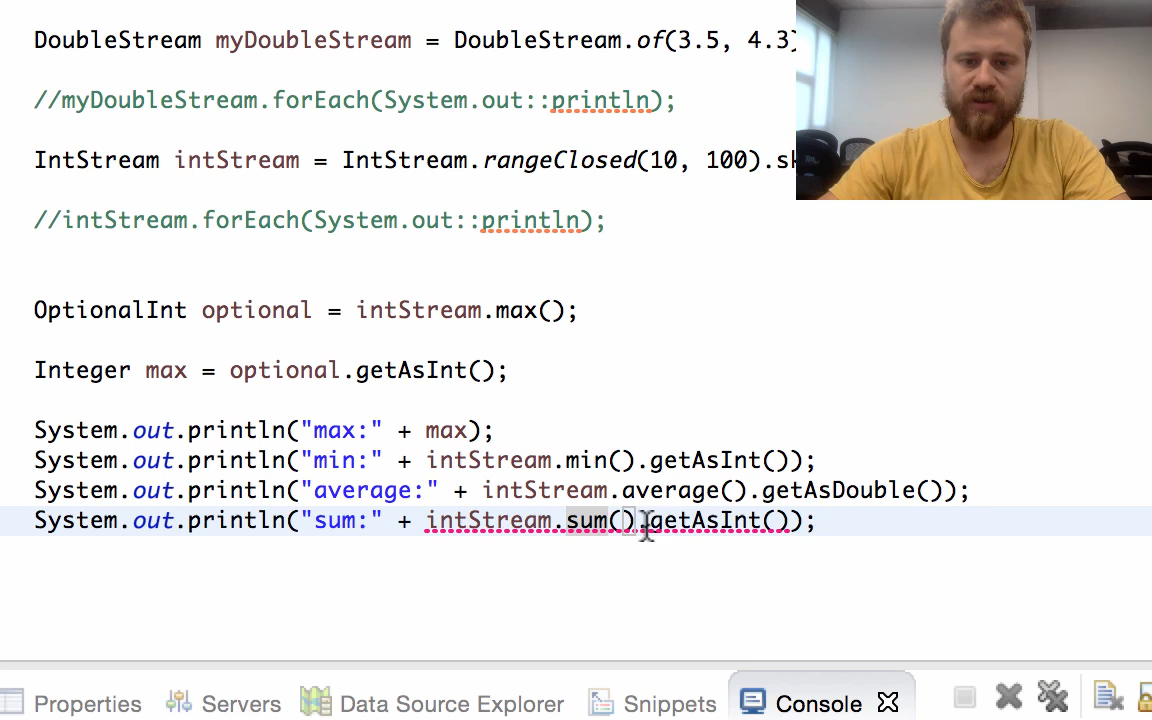 DoubleStream myDoubleStream = DoubleStream.of(3.5, 4.3)
//myDoubleStream.forEach(System.out::println);
IntStream intStream = IntStream.rangeClosed(10, 100).sk
//intStream.forEach(System.out::println);
OptionalInt optional = intStream.max();
Integer max = optional.getAsInt();
System.out.println("max:" + max);
System.out.println("min:" + intStream.min().getAsInt());
System.out.println("average:" + intStream.average().getAsDouble());
System.out.println("sum:" + intStream.sum().getAsInt());
Properties Servers Data Source Explorer Snippets Console